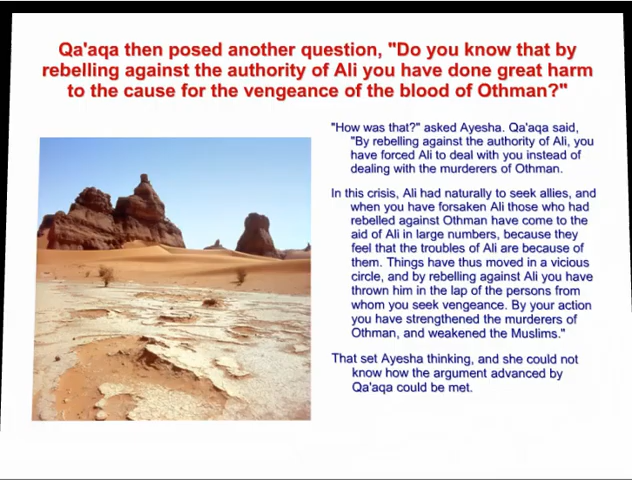 Qa'aqa then posed another question, "Do you know that by
rebelling against the authority of Ali you have done great harm
to the cause for the vengeance of the blood of Othman?"
"How was that?" asked Ayesha. Qa'aqa said,
"By rebelling against the authority of Ali, you
have forced Ali to deal with you instead of
dealing with the murderers of Othman.
In this crisis, Ali had naturally to seek allies, and
when you have forsaken Ali those who had
rebelled against Othman have come to the
aid of Ali in large numbers, because they
feel that the troubles of Ali are because of
them. Things have thus moved in a vicious
circle, and by rebelling against Ali you have
thrown him in the lap of the persons from
whom you seek vengeance. By your action
you have strengthened the murderers of
Othman, and weakened the Muslims."
That set Ayesha thinking, and she could not
know how the argument advanced by
Qa'aqa could be met.